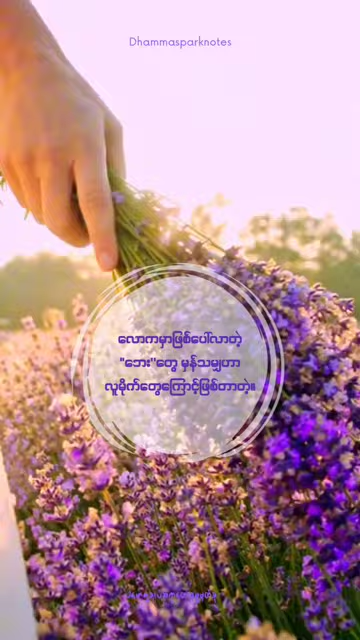 Dhammasparknotes
လောကမှာဖြစ်ပေါ်လာတဲ့
"ဘေး"တွေ မှန်သမျှဟာ
လူမိုက်တွေကြောင့်ဖြစ်တာတဲ့။